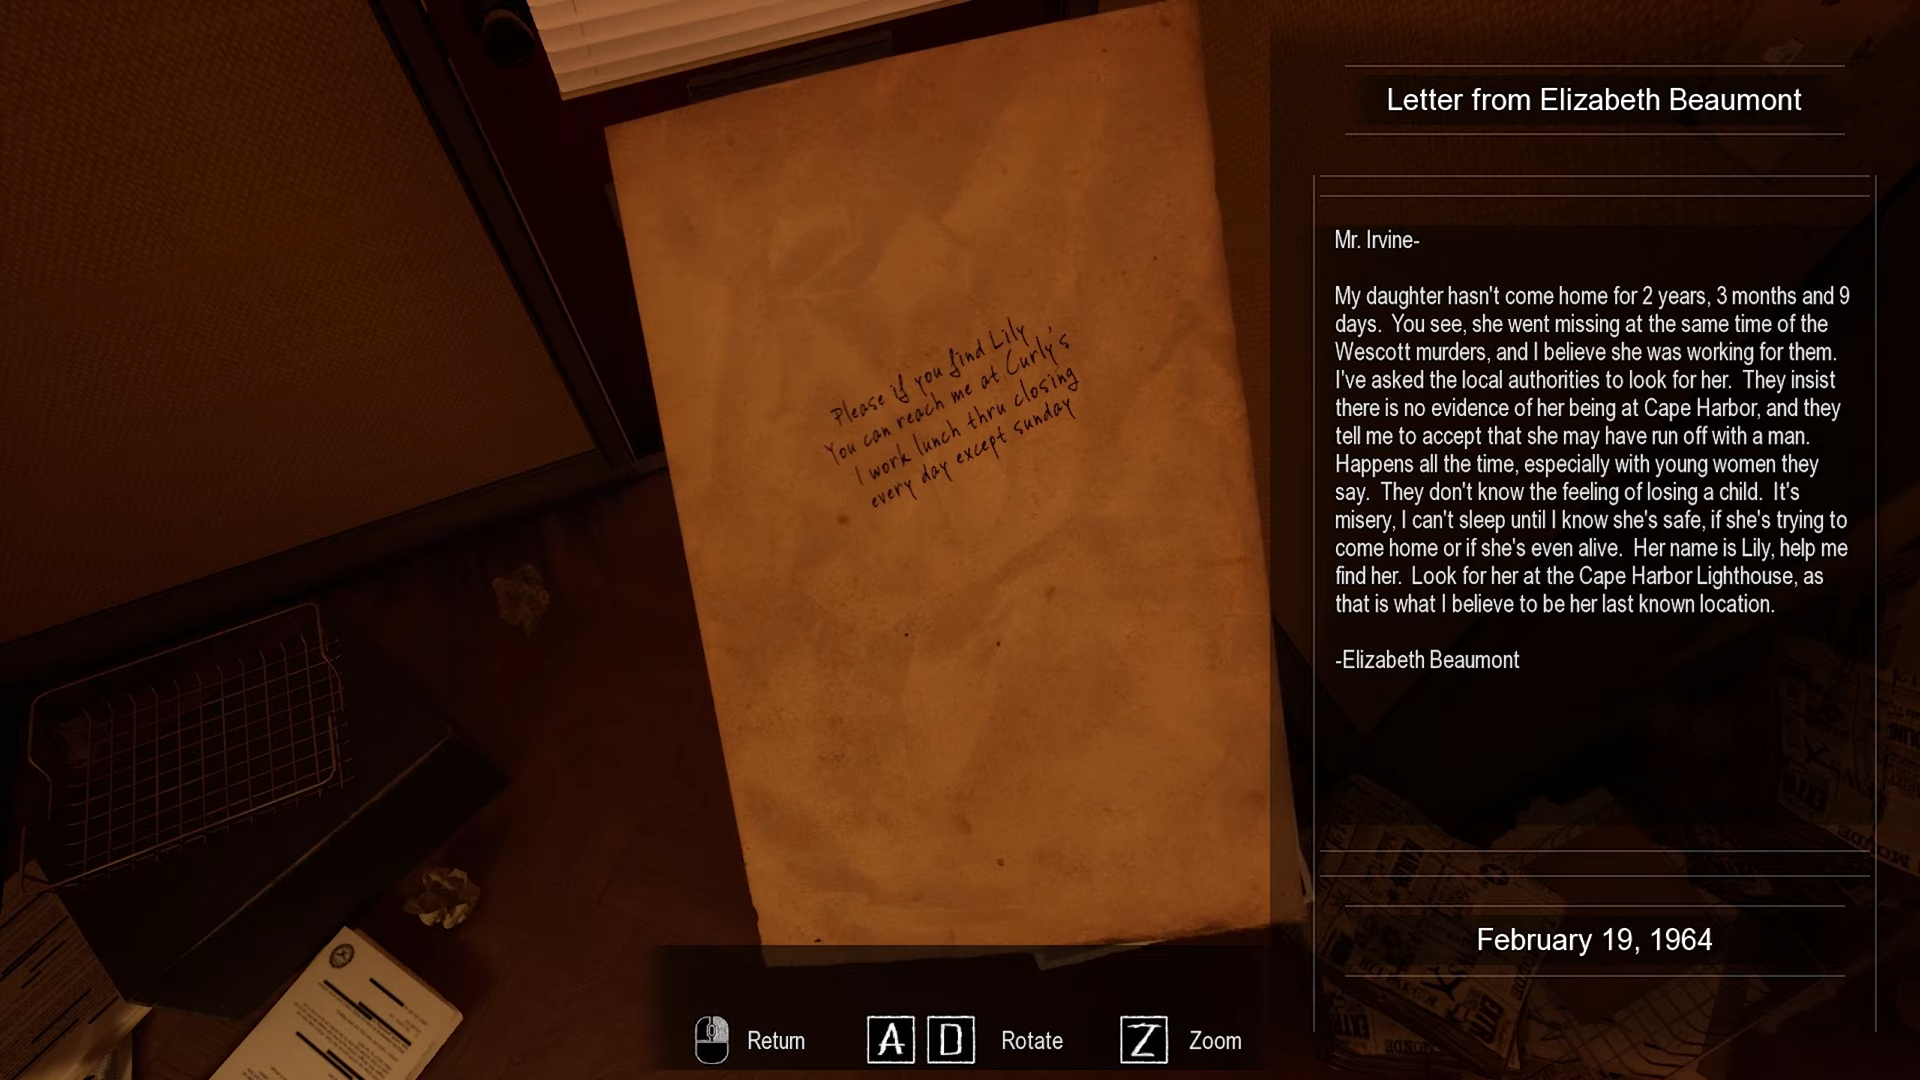 Please if you find Lily
You can reach me at Curly's
I work lunch thru closing
every day except sunday
Letter from Elizabeth Beaumont
Mr. Irvine-
My daughter hasn't come home for 2 years, 3 months and 9
days.  You see, she went missing at the same time of the
Wescott murders, and I believe she was working for them.
I've asked the local authorities to look for her.  They insist
there is no evidence of her being at Cape Harbor, and they
tell me to accept that she may have run off with a man.
Happens all the time, especially with young women they
say.  They don't know the feeling of losing a child.  It's
misery, I can't sleep until I know she's safe, if she's trying to
come home or if she's even alive.  Her name is Lily, help me
find her.  Look for her at the Cape Harbor Lighthouse, as
that is what I believe to be her last known location.
-Elizabeth Beaumont
February 19, 1964
Return
A D Rotate
Z Zoom